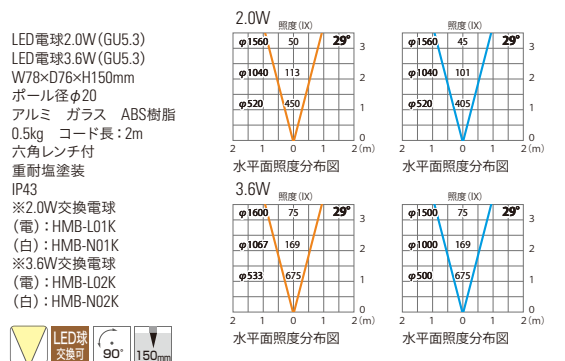 LED電球2.0W(GU5.3)
LED電球3.6W(GU5.3)
W78×D76×H150mm
ポール径φ20
アルミ　ガラス　ABS樹脂
0.5kg　コード長：2m
六角レンチ付
重耐塩塗装
IP43
※2.0W交換電球
(電)：HMB-L01K
(白)：HMB-N01K
※3.6W交換電球
(電)：HMB-L02K
(白)：HMB-N02K
LED球
交換可
90°
150mm
2.0W 照度(lX)
φ1560 50 29° 3
φ1040 113 2
φ520 450 1
0
2 1 0 1 2(m)
水平面照度分布図
照度(lX)
φ1560 45 29° 3
φ1040 101 2
φ520 405 1
0
2 1 0 1 2(m)
水平面照度分布図
3.6W 照度(lX)
φ1600 75 29° 3
φ1067 169 2
φ533 675 1
0
2 1 0 1 2(m)
水平面照度分布図
照度(lX)
φ1500 75 29° 3
φ1000 169 2
φ500 675 1
0
2 1 0 1 2(m)
水平面照度分布図